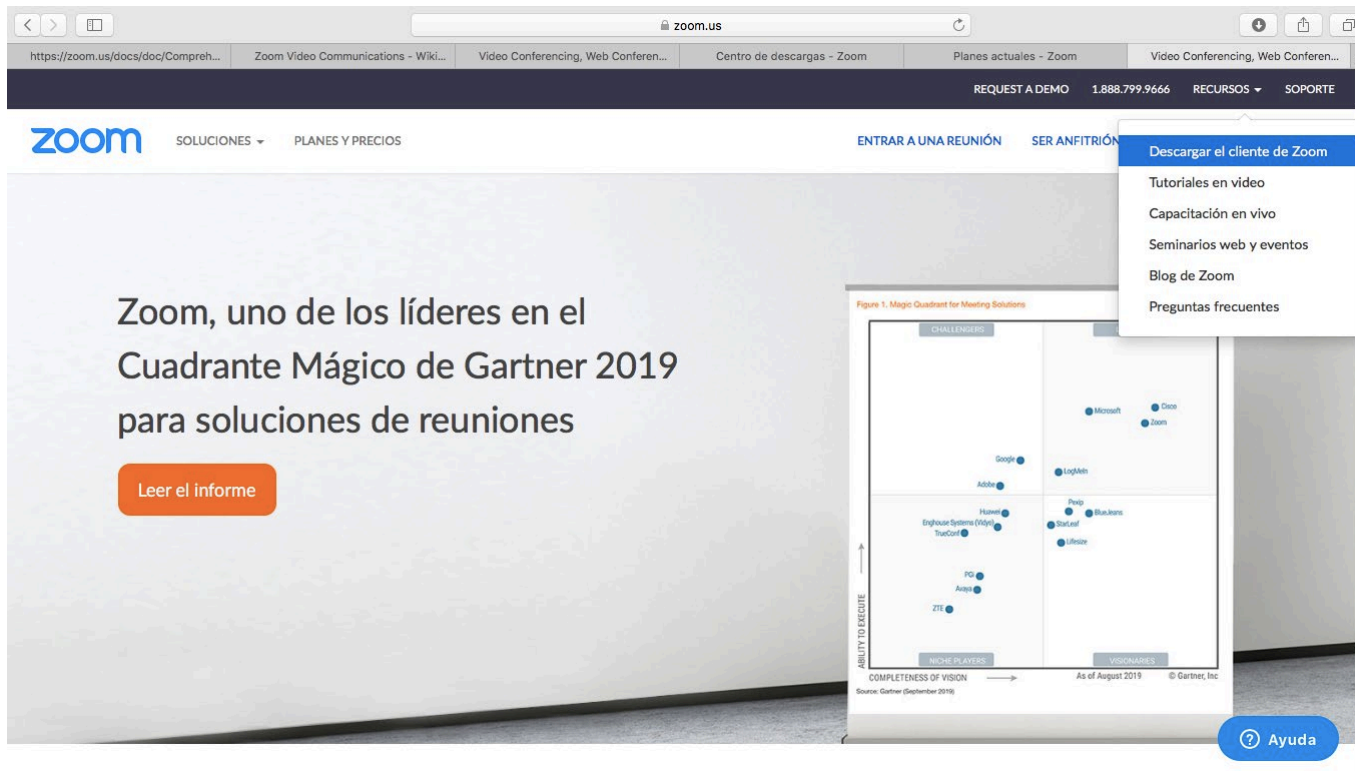 zoom.us
https://zoom.us/docs/doc/Compreh...
Zoom Video Communications - Wiki...
Video Conferencing, Web Conferen...
Centro de descargas - Zoom
Planes actuales - Zoom
Video Conferencing, Web Conferen...
REQUEST A DEMO
1.888.799.9666
RECURSOS
SOPORTE
zoom
SOLUCIONES
PLANES Y PRECIOS
ENTRAR A UNA REUNIÓN
SER ANFITRIÓN
Descargar el cliente de Zoom
Tutoriales en video
Capacitación en vivo
Seminarios web y eventos
Blog de Zoom
Preguntas frecuentes
Zoom, uno de los líderes en el
Cuadrante Mágico de Gartner 2019
para soluciones de reuniones
Leer el informe
Figure 1. Magic Quadrant for Meeting Solutions
CHALLENGERS
Microsoft
Cisco
Zoom
Google
LogMeIn
Adobe
Pexip
Huawei
BlueJeans
Enghouse Systems (Vidyo)
StarLeaf
TrueConf
Lifesize
PGi
Avaya
ZTE
ABILITY TO EXECUTE
NICHE PLAYERS
VISIONARIES
COMPLETENESS OF VISION
As of August 2019
© Gartner, Inc
Source: Gartner (September 2019)
Ayuda